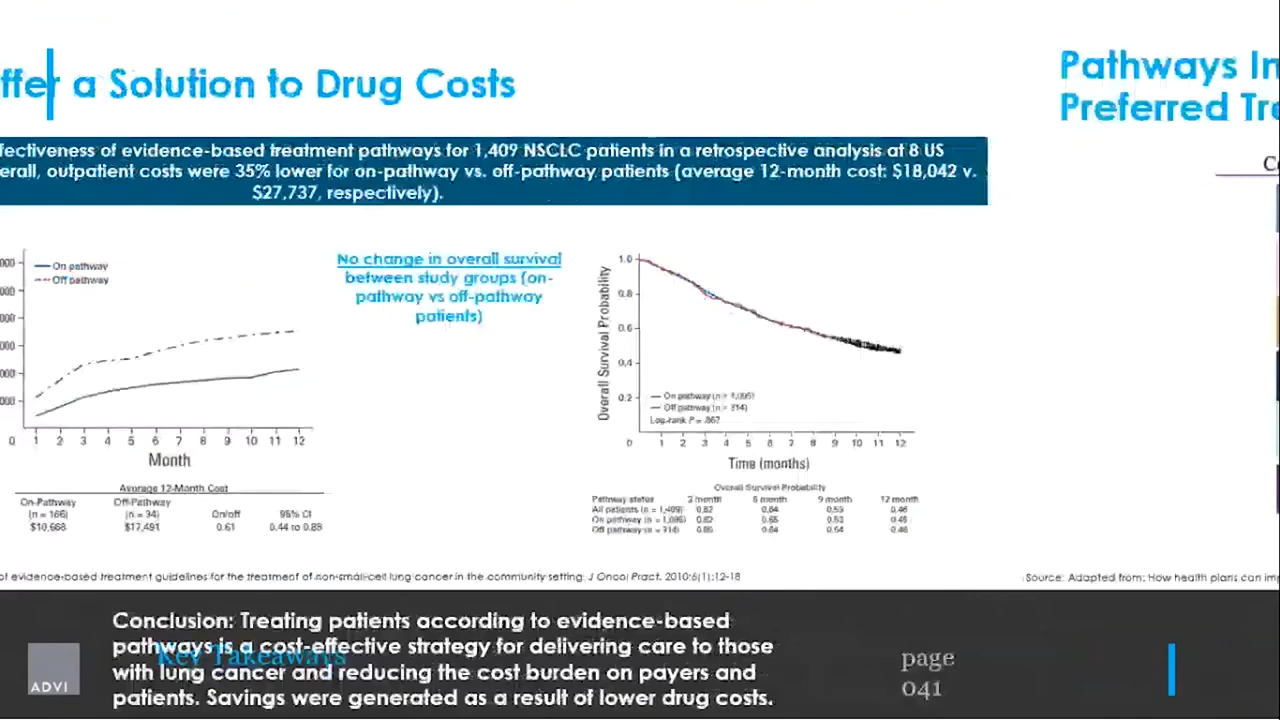 ffer a Solution to Drug Costs
Pathways In
Preferred Tre
fectiveness of evidence-based treatment pathways for 1,409 NSCLC patients in a retrospective analysis at 8 US
erall, outpatient costs were 35% lower for on-pathway vs. off-pathway patients (average 12-month cost: $18,042 v.
$27,737, respectively).
On pathway
Off pathway
000
000
000
000
000
000
0 1 2 3 4 5 6 7 8 9 10 11 12
Month
Average 12-Month Cost
On-Pathway Off-Pathway
(n = 166) (n = 34) On/off 95% CI
$10,668 $17,491 0.61 0.44 to 0.88
No change in overall survival
between study groups (on-
pathway vs off-pathway
patients)
Overall Survival Probability
1.0
0.8
0.6
0.4
0.2
On pathway (n = 1,095)
Off pathway (n = 314)
Log-rank P = .867
0 1 2 3 4 5 6 7 8 9 10 11 12
Time (months)
Overall Survival Probability
Pathway status month 6 month 9 month 12 month
All patients (n = 1,409) 0.82 0.64 0.53 0.46
On pathway (n = 1,095) 0.82 0.65 0.53 0.45
Off pathway (n = 314) 0.64 0.54 0.46
of evidence-based treatment guidelines for the treatment of non-small-cell lung cancer in the community setting. J Oncol Pract. 2010;6(1):12-18
Source: Adapted from: How health plans can im
Conclusion: Treating patients according to evidence-based
pathways is a cost-effective strategy for delivering care to those
with lung cancer and reducing the cost burden on payers and
patients. Savings were generated as a result of lower drug costs.
Key Takeaways
ADVI
page
041